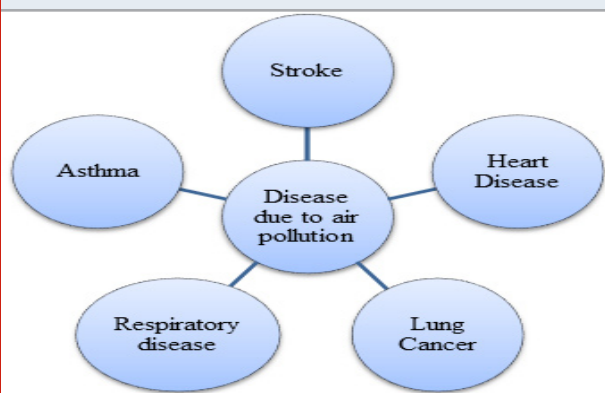 Stroke
Asthma
Heart
Disease
Disease
due to air
pollution
Respiratory
disease
Lung
Cancer